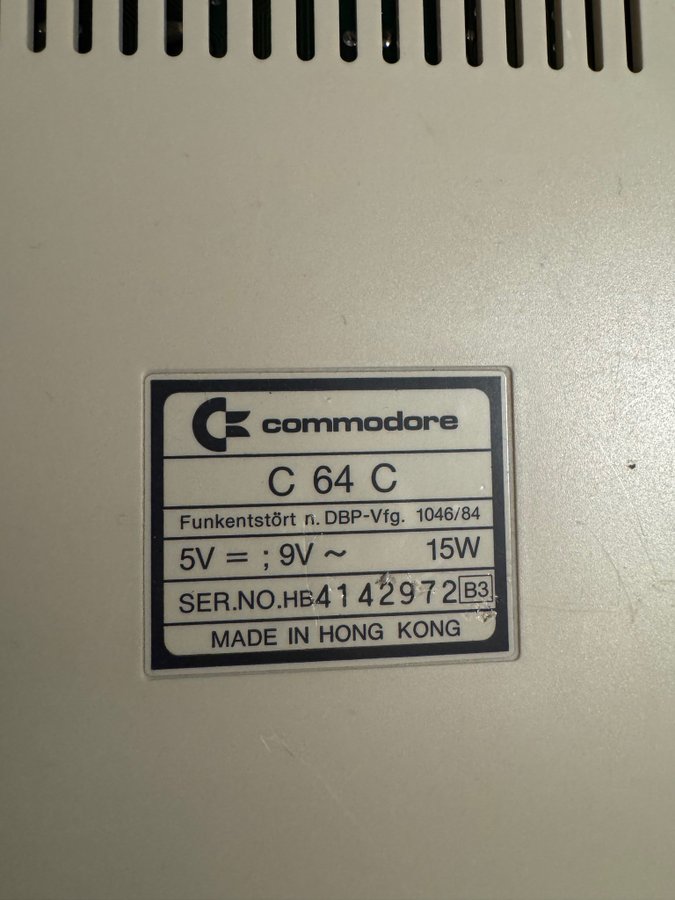 commodore
C 64 C
Funkentstört n. DBP-Vfg. 1046/84
5V = ; 9V ~ 15W
SER.NO.HB4142972 B3
MADE IN HONG KONG